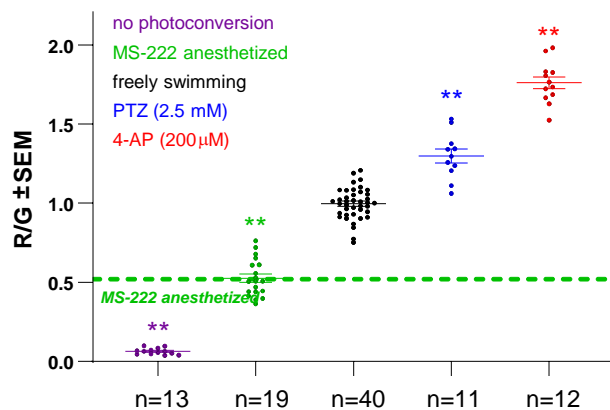 no photoconversion
MS-222 anesthetized
freely swimming
PTZ (2.5 mM)
4-AP (200μM)
R/G ±SEM
2.0
1.5
1.0
0.5
0.0
**
**
**
**
MS-222 anesthetized
n=13
n=19
n=40
n=11
n=12